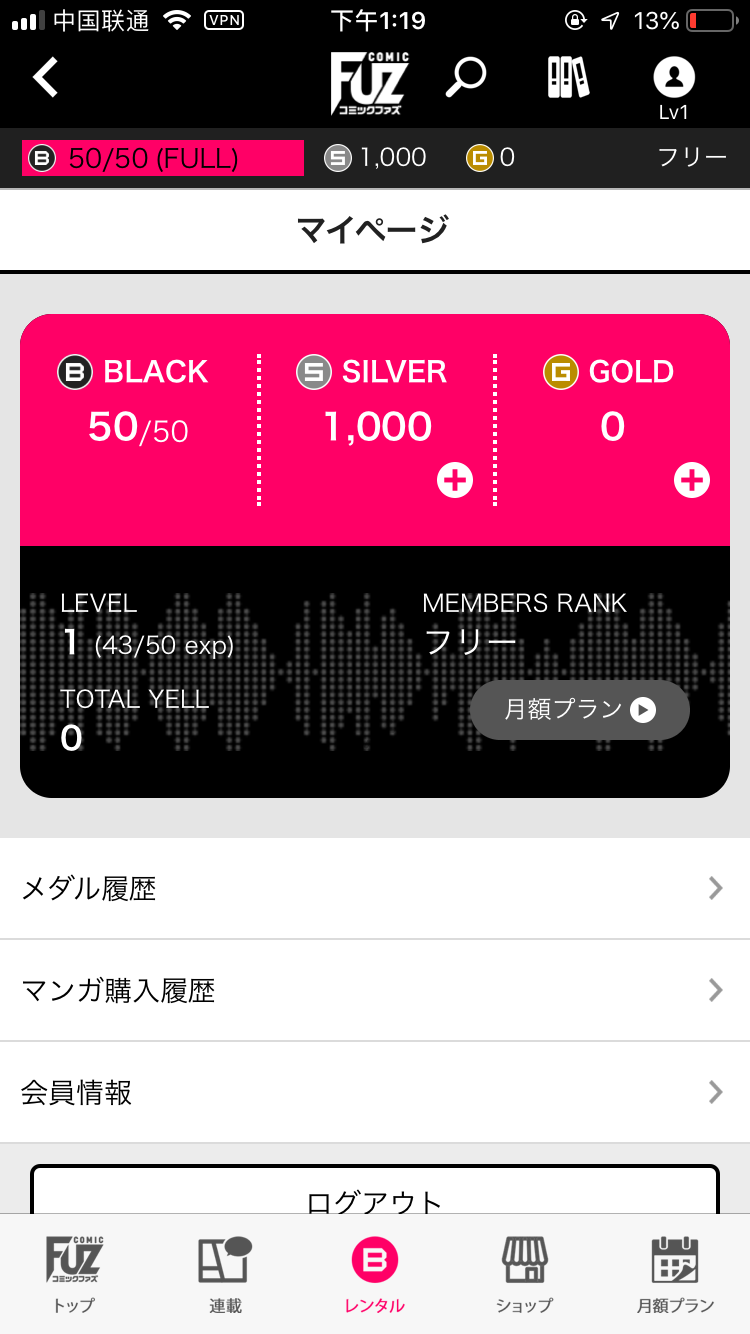 中国联通 VPN 下午1:19 13%
COMIC
FUZ
コミックファズ
Lv1
B 50/50 (FULL) S 1,000 G 0 フリー
マイページ
B BLACK S SILVER G GOLD
50/50 1,000 0
LEVEL MEMBERS RANK
1 (43/50 exp) フリー
TOTAL YELL
0 月額プラン
メダル履歴
マンガ購入履歴
会員情報
ログアウト
COMIC
FUZ
コミックファズ
B
トップ 連載 レンタル ショップ 月額プラン